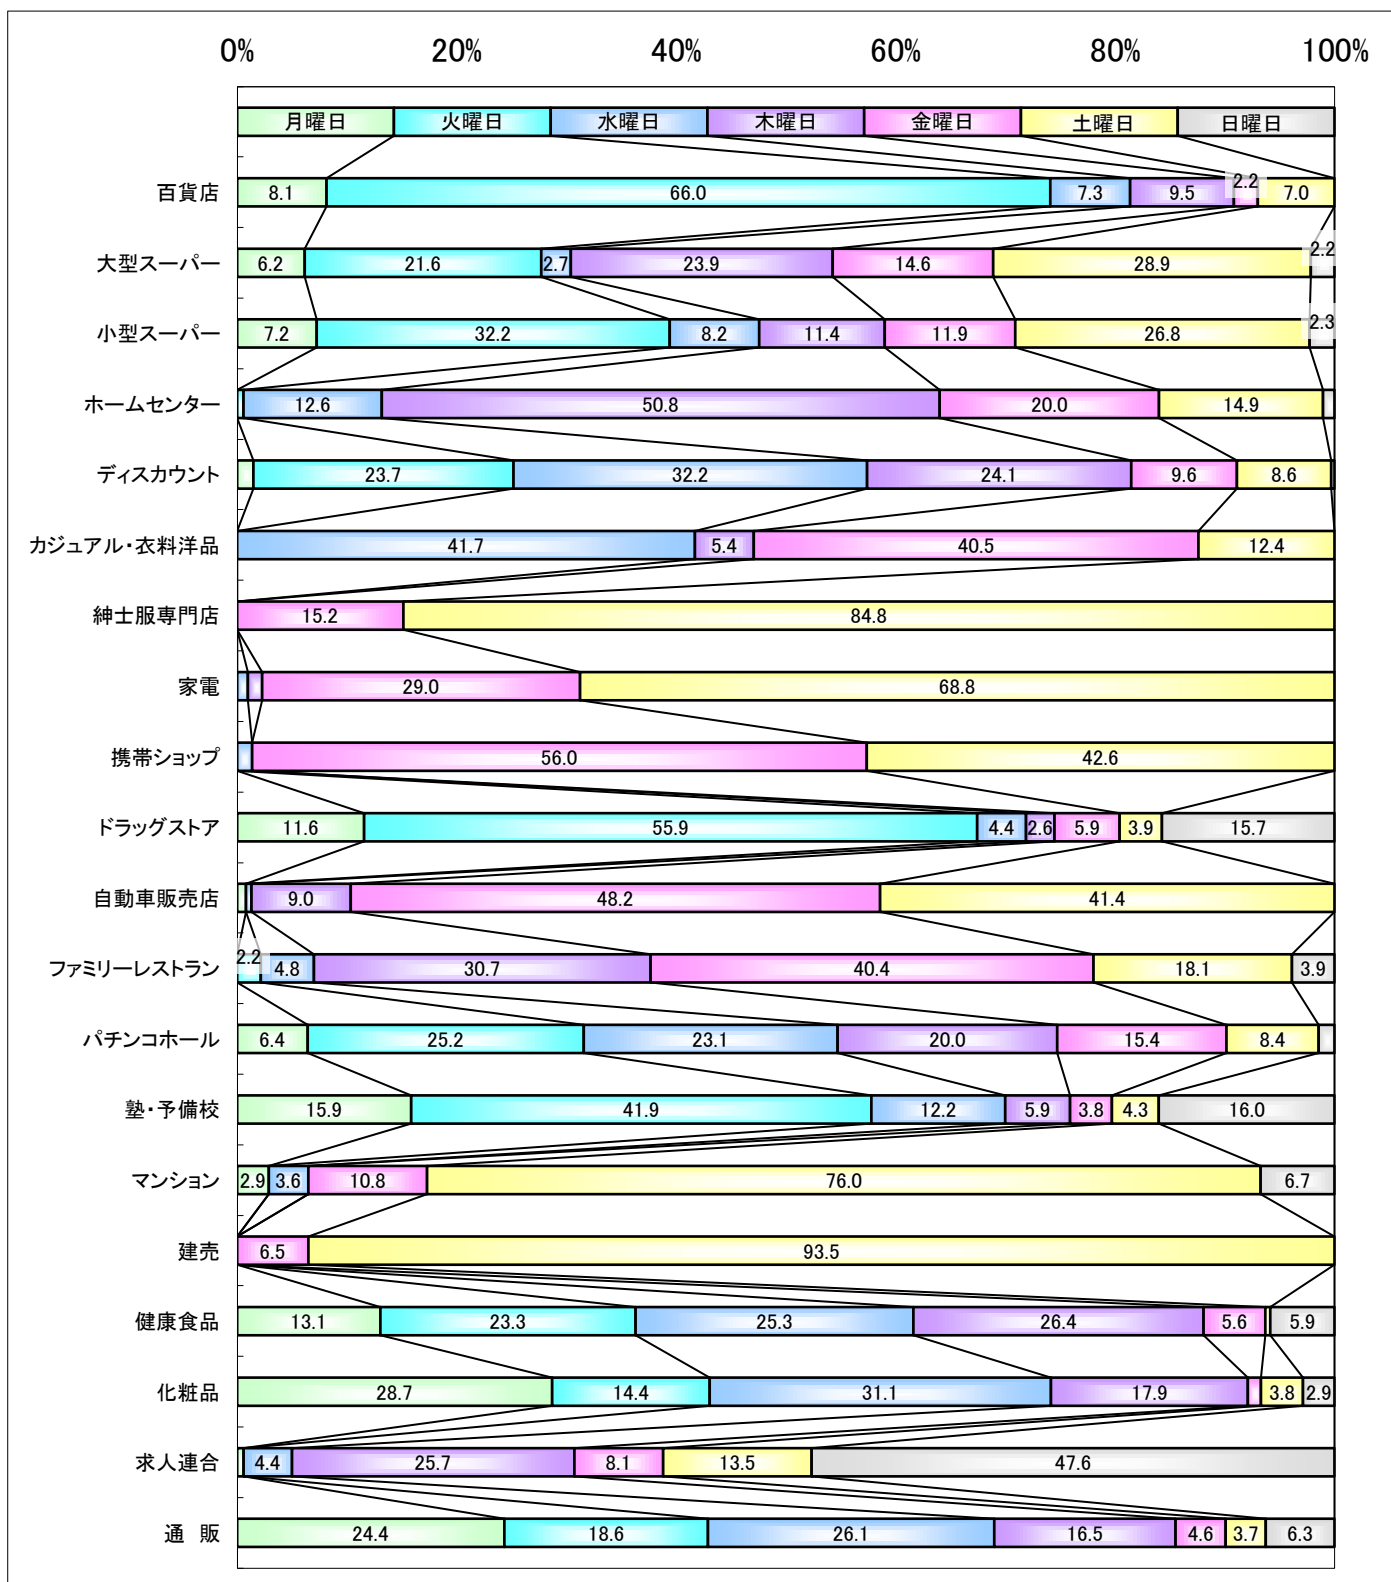 0% 20% 40% 60% 80% 100%
月曜日 火曜日 水曜日 木曜日 金曜日 土曜日 日曜日
百貨店 8.1 66.0 7.3 9.5 2.2 7.0
大型スーパー 6.2 21.6 2.7 23.9 14.6 28.9 2.2
小型スーパー 7.2 32.2 8.2 11.4 11.9 26.8 2.3
ホームセンター 12.6 50.8 20.0 14.9
ディスカウント 23.7 32.2 24.1 9.6 8.6
カジュアル・衣料洋品 41.7 5.4 40.5 12.4
紳士服専門店 15.2 84.8
家電 29.0 68.8
携帯ショップ 56.0 42.6
ドラッグストア 11.6 55.9 4.4 2.6 5.9 3.9 15.7
自動車販売店 9.0 48.2 41.4
ファミリーレストラン 2.2 4.8 30.7 40.4 18.1 3.9
パチンコホール 6.4 25.2 23.1 20.0 15.4 8.4
塾・予備校 15.9 41.9 12.2 5.9 3.8 4.3 16.0
マンション 2.9 3.6 10.8 76.0 6.7
建売 6.5 93.5
健康食品 13.1 23.3 25.3 26.4 5.6 5.9
化粧品 28.7 14.4 31.1 17.9 3.8 2.9
求人連合 4.4 25.7 8.1 13.5 47.6
通　販 24.4 18.6 26.1 16.5 4.6 3.7 6.3